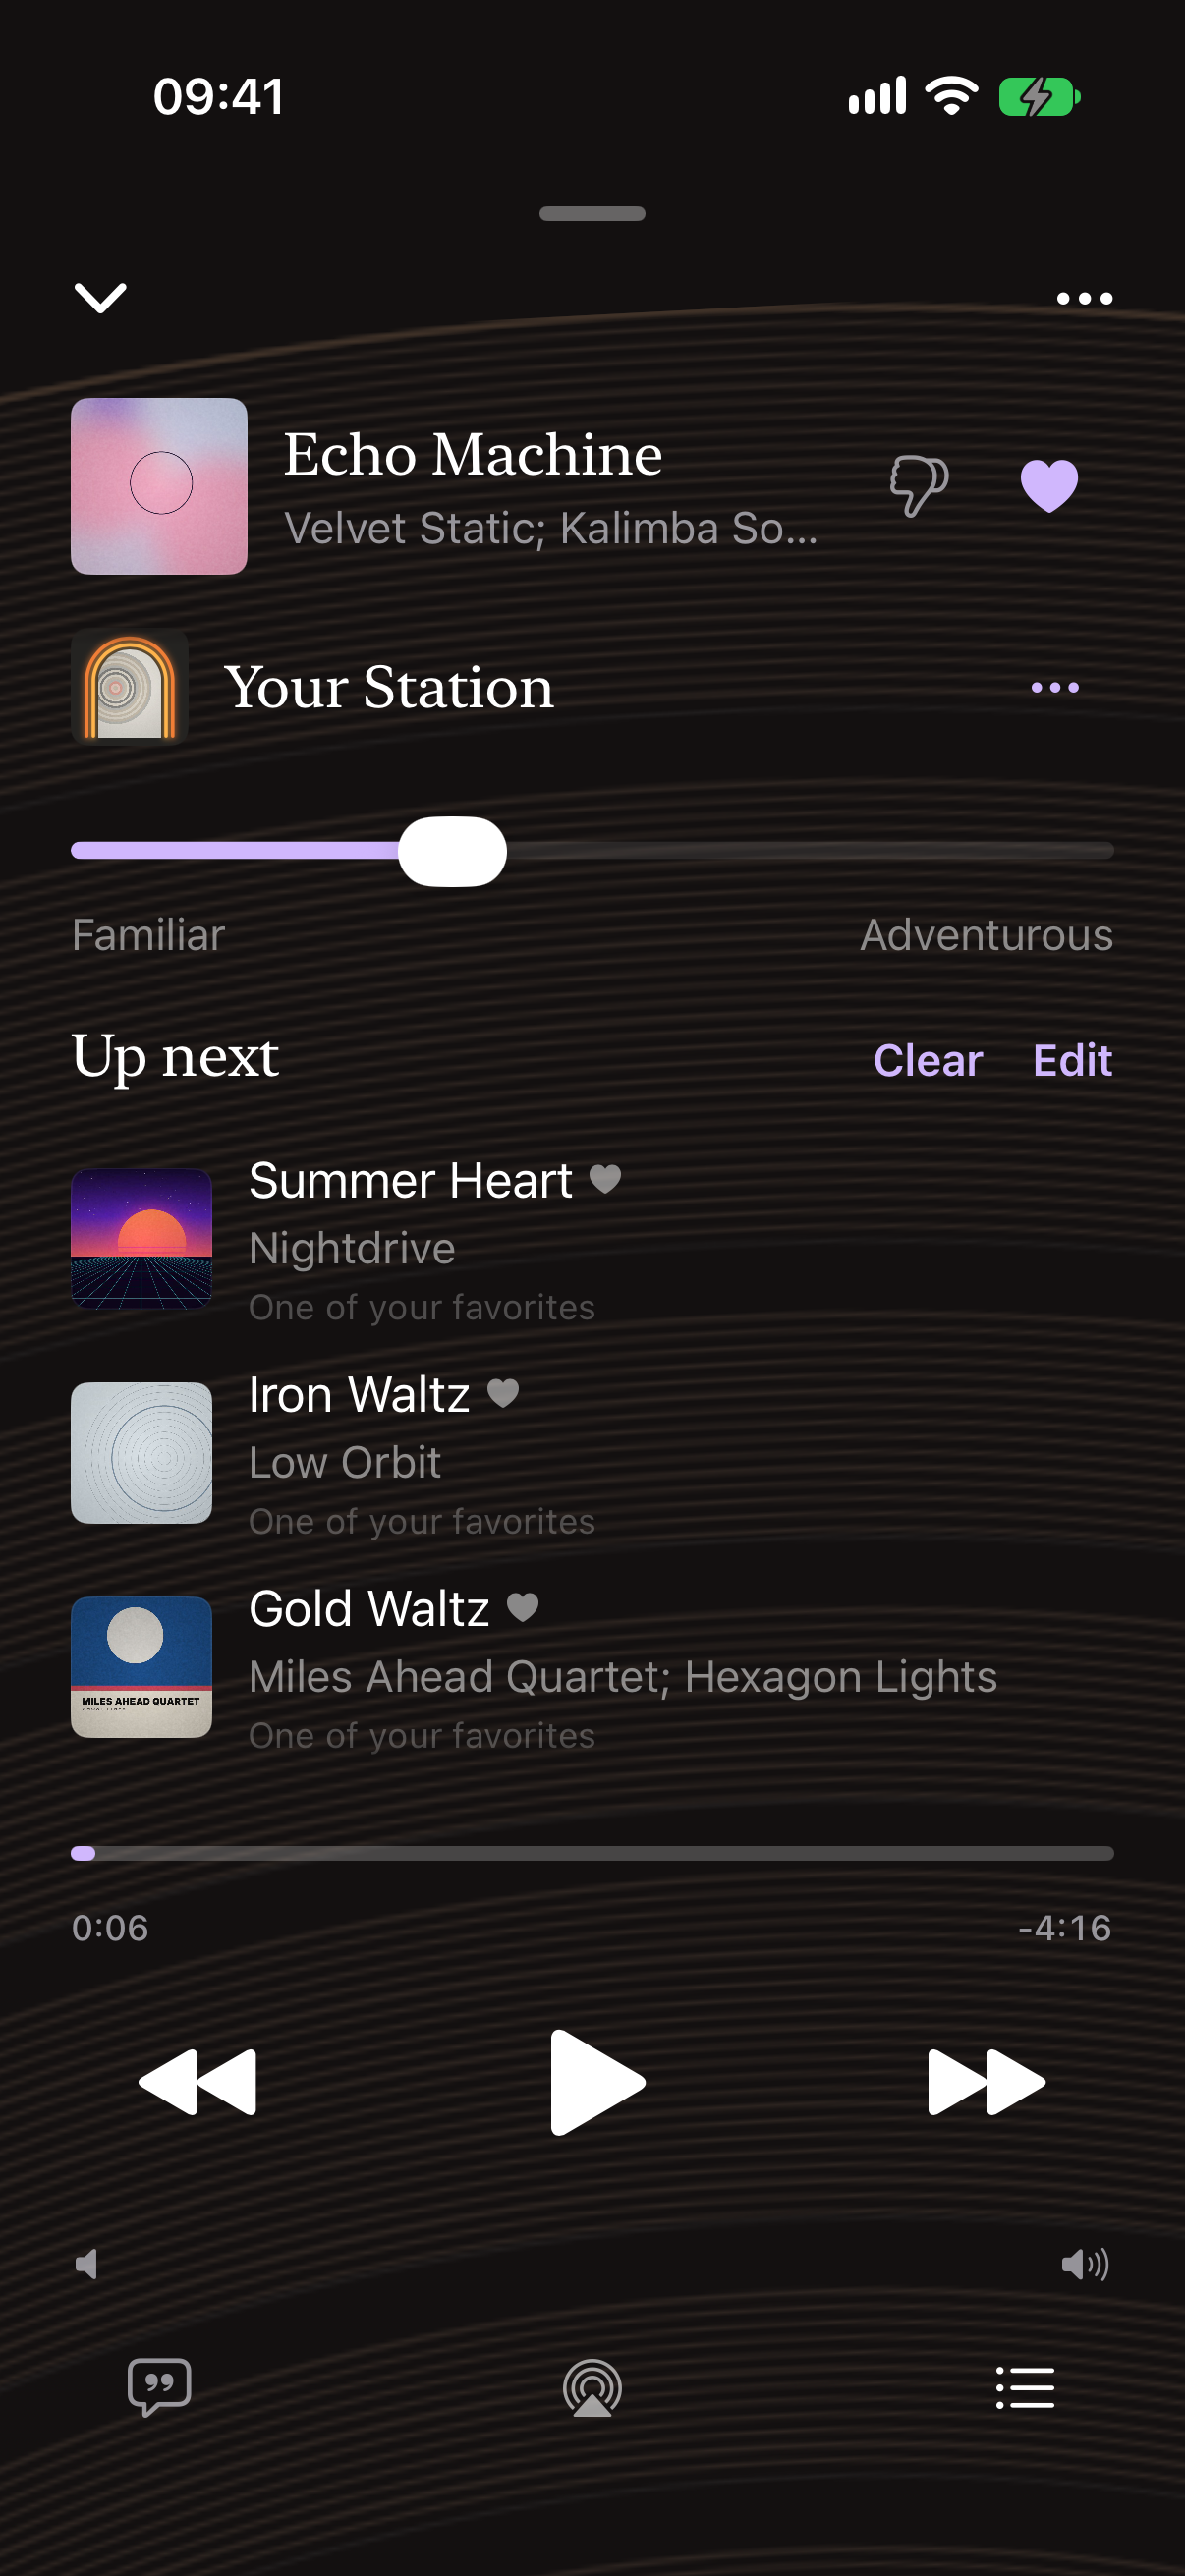 09:41
Echo Machine
Velvet Static; Kalimba So...
Your Station
Familiar
Adventurous
Up next
Clear
Edit
Summer Heart
Nightdrive
One of your favorites
Iron Waltz
Low Orbit
One of your favorites
MILES AHEAD QUARTET
Gold Waltz
Miles Ahead Quartet; Hexagon Lights
One of your favorites
0:06
-4:16